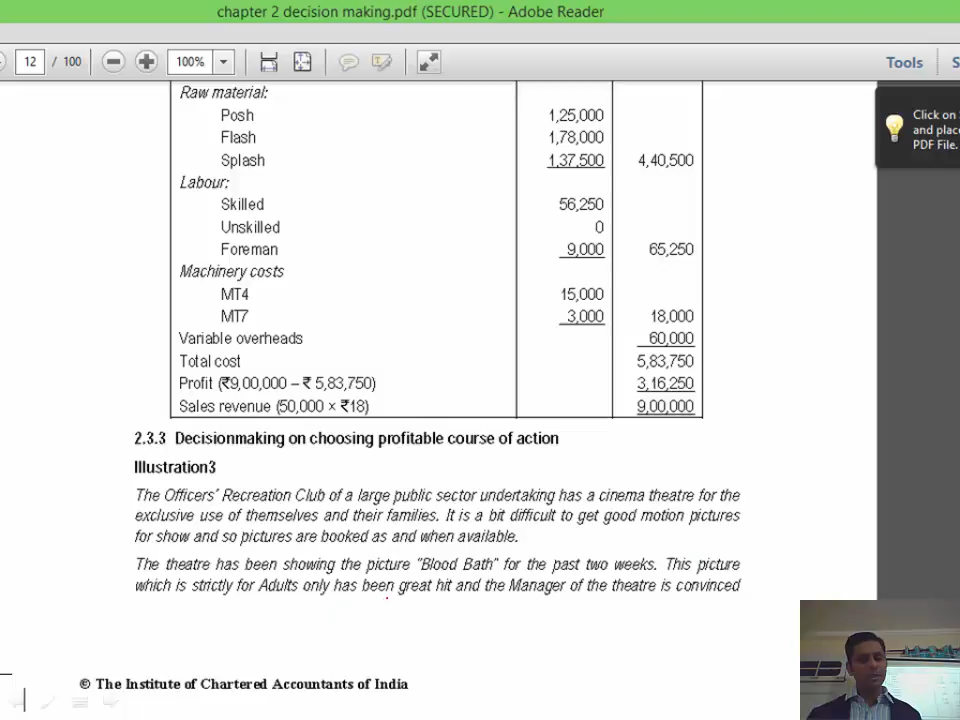 chapter 2 decision making.pdf (SECURED) - Adobe Reader
12 / 100 100% Tools
Click on
and place
PDF File.
Raw material:
Posh 1,25,000
Flash 1,78,000
Splash 1,37,500 4,40,500
Labour:
Skilled 56,250
Unskilled 0
Foreman 9,000 65,250
Machinery costs
MT4 15,000
MT7 3,000 18,000
Variable overheads 60,000
Total cost 5,83,750
Profit (₹9,00,000 – ₹ 5,83,750) 3,16,250
Sales revenue (50,000 × ₹18) 9,00,000
2.3.3 Decisionmaking on choosing profitable course of action
Illustration3
The Officers' Recreation Club of a large public sector undertaking has a cinema theatre for the
exclusive use of themselves and their families. It is a bit difficult to get good motion pictures
for show and so pictures are booked as and when available.
The theatre has been showing the picture "Blood Bath" for the past two weeks. This picture
which is strictly for Adults only has been great hit and the Manager of the theatre is convinced
© The Institute of Chartered Accountants of India